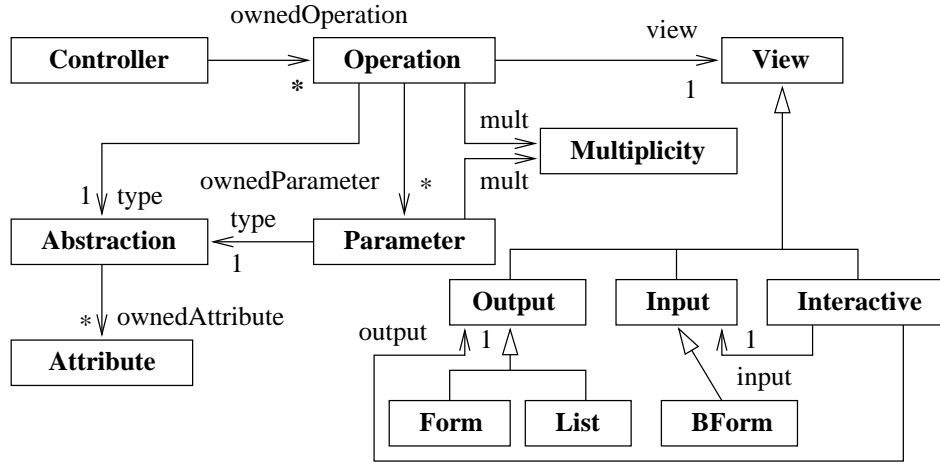 ownedOperation
view
Controller
Operation
View
*
1
mult
Multiplicity
mult
ownedParameter
*
1
type
type
Abstraction
Parameter
1
Output
Input
Interactive
*
ownedAttribute
output
1
1
Attribute
input
Form
List
BForm